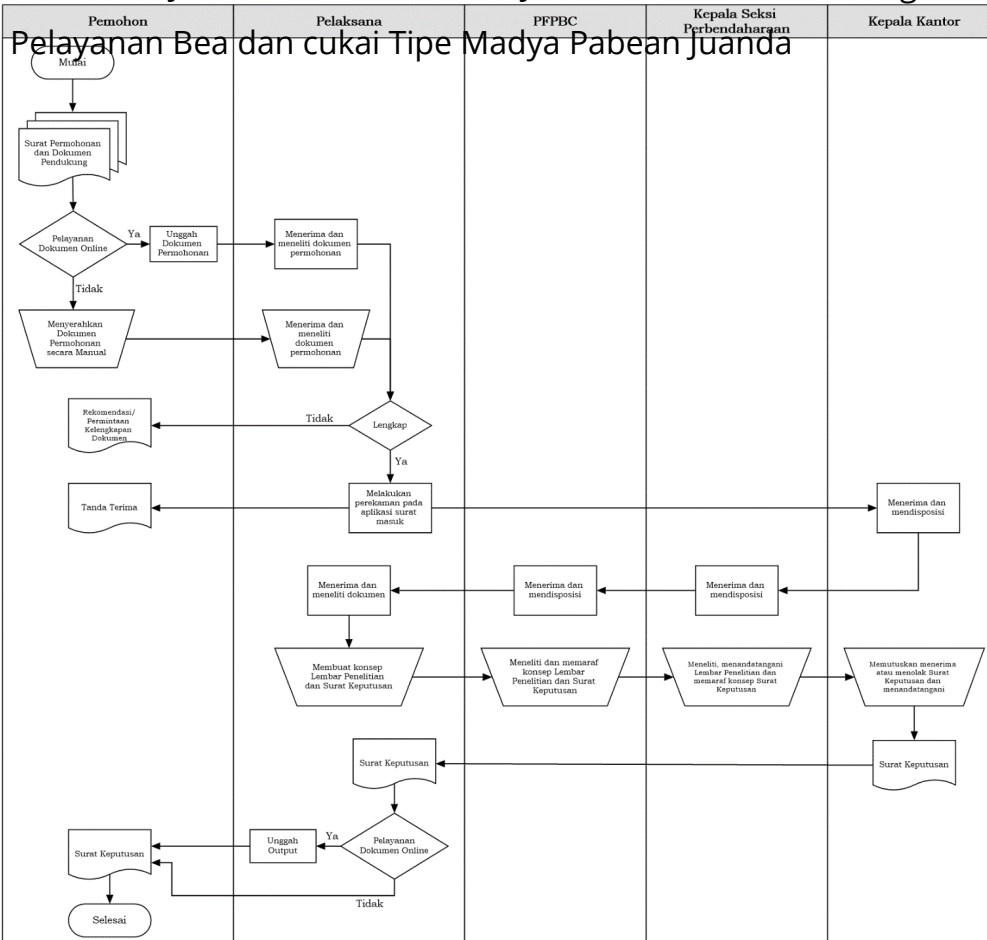 Pelayanan Bea dan cukai Tipe Madya Pabean Juanda
Pemohon
Pelaksana
PFPBC
Kepala Seksi
Perbendaharaan
Kepala Kantor
Mulai
Surat Permohonan
dan Dokumen
Pendukung
Pelayanan
Dokumen Online
Ya
Unggah
Dokumen
Permohonan
Menerima dan
meneliti dokumen
permohonan
Tidak
Menyerahkan
Dokumen
Permohonan
secara Manual
Menerima dan
meneliti
dokumen
permohonan
Rekomendasi/
Permintaan
Kelengkapan
Dokumen
Tidak
Lengkap
Ya
Tanda Terima
Melakukan
perekaman pada
aplikasi surat
masuk
Menerima dan
mendisposisi
Menerima dan
meneliti dokumen
Menerima dan
mendisposisi
Menerima dan
mendisposisi
Membuat konsep
Lembar Penelitian
dan Surat Keputusan
Meneliti dan memaraf
konsep Lembar
Penelitian dan Surat
Keputusan
Meneliti, menandatangani
Lembar Penelitian dan
memaraf konsep Surat
Keputusan
Memutuskan menerima
atau menolak Surat
Keputusan dan
menandatangani
Surat Keputusan
Surat Keputusan
Surat Keputusan
Unggah
Output
Ya
Pelayanan
Dokumen Online
Tidak
Selesai